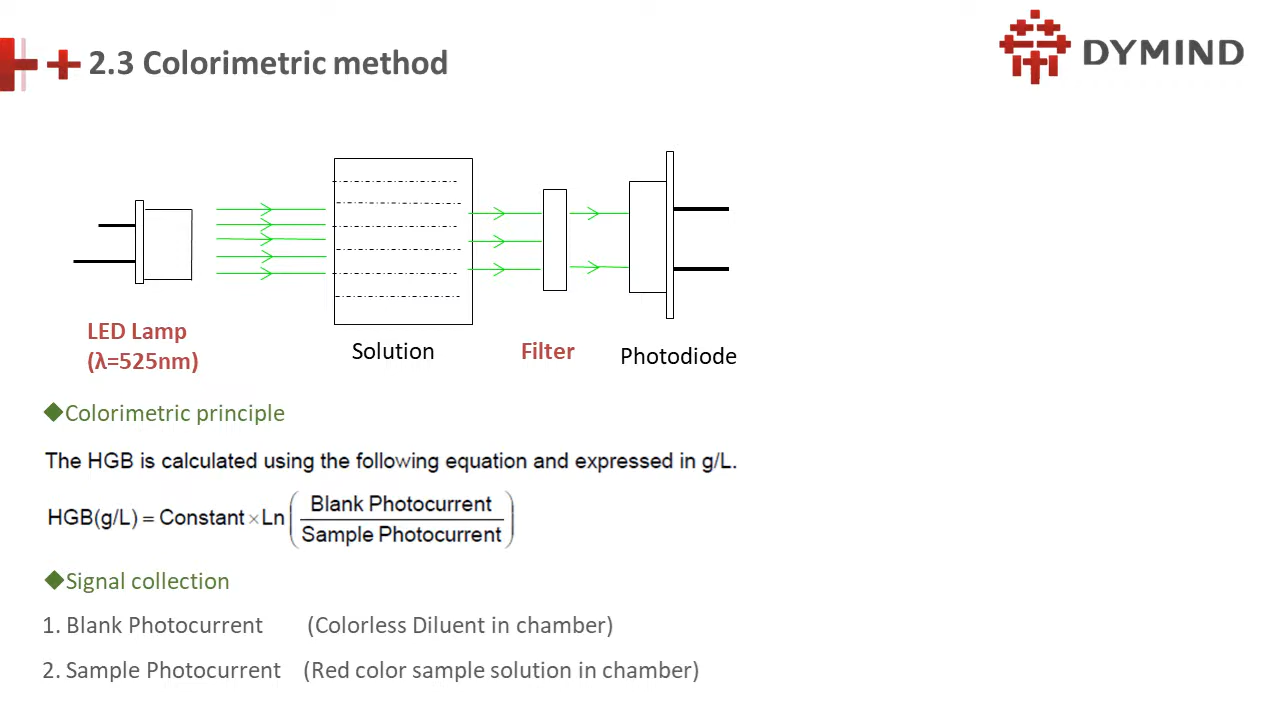 2.3 Colorimetric method
DYMIND
LED Lamp
(λ=525nm)
Solution
Filter
Photodiode
◆Colorimetric principle
The HGB is calculated using the following equation and expressed in g/L.
HGB(g/L) = Constant × Ln ( Blank Photocurrent / Sample Photocurrent )
◆Signal collection
1. Blank Photocurrent (Colorless Diluent in chamber)
2. Sample Photocurrent (Red color sample solution in chamber)